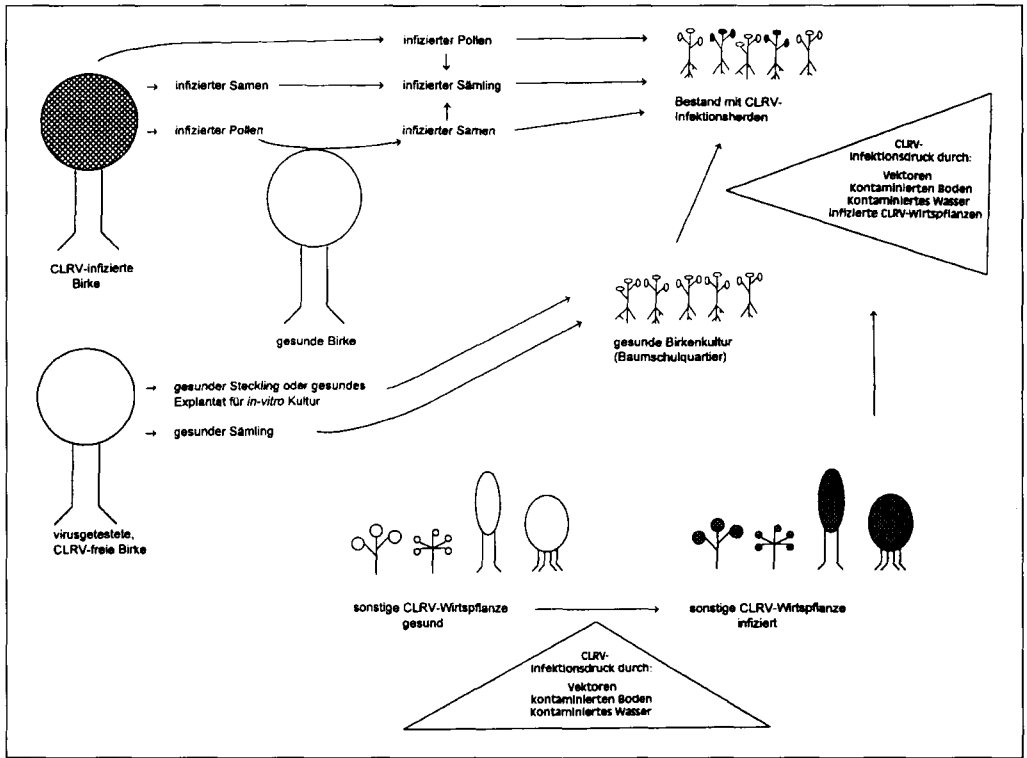 infizierter Pollen
infizierter Samen
infizierter Sämling
infizierter Pollen
infizierter Samen
Bestand mit CLRV-
Infektionsherden
CLRV-
Infektionsdruck durch:
Vektoren
Kontaminierten Boden
Kontaminiertes Wasser
infizierte CLRV-Wirtspflanzen
CLRV-infizierte
Birke
gesunde Birke
gesunde Birkenkultur
(Baumschulquartier)
gesunder Steckling oder gesundes
Explantat für in-vitro Kultur
gesunder Sämling
virusgetestete,
CLRV-freie Birke
sonstige CLRV-Wirtspflanze
gesund
sonstige CLRV-Wirtspflanze
infiziert
CLRV-
Infektionsdruck durch:
Vektoren
kontaminierten Boden
Kontaminiertes Wasser